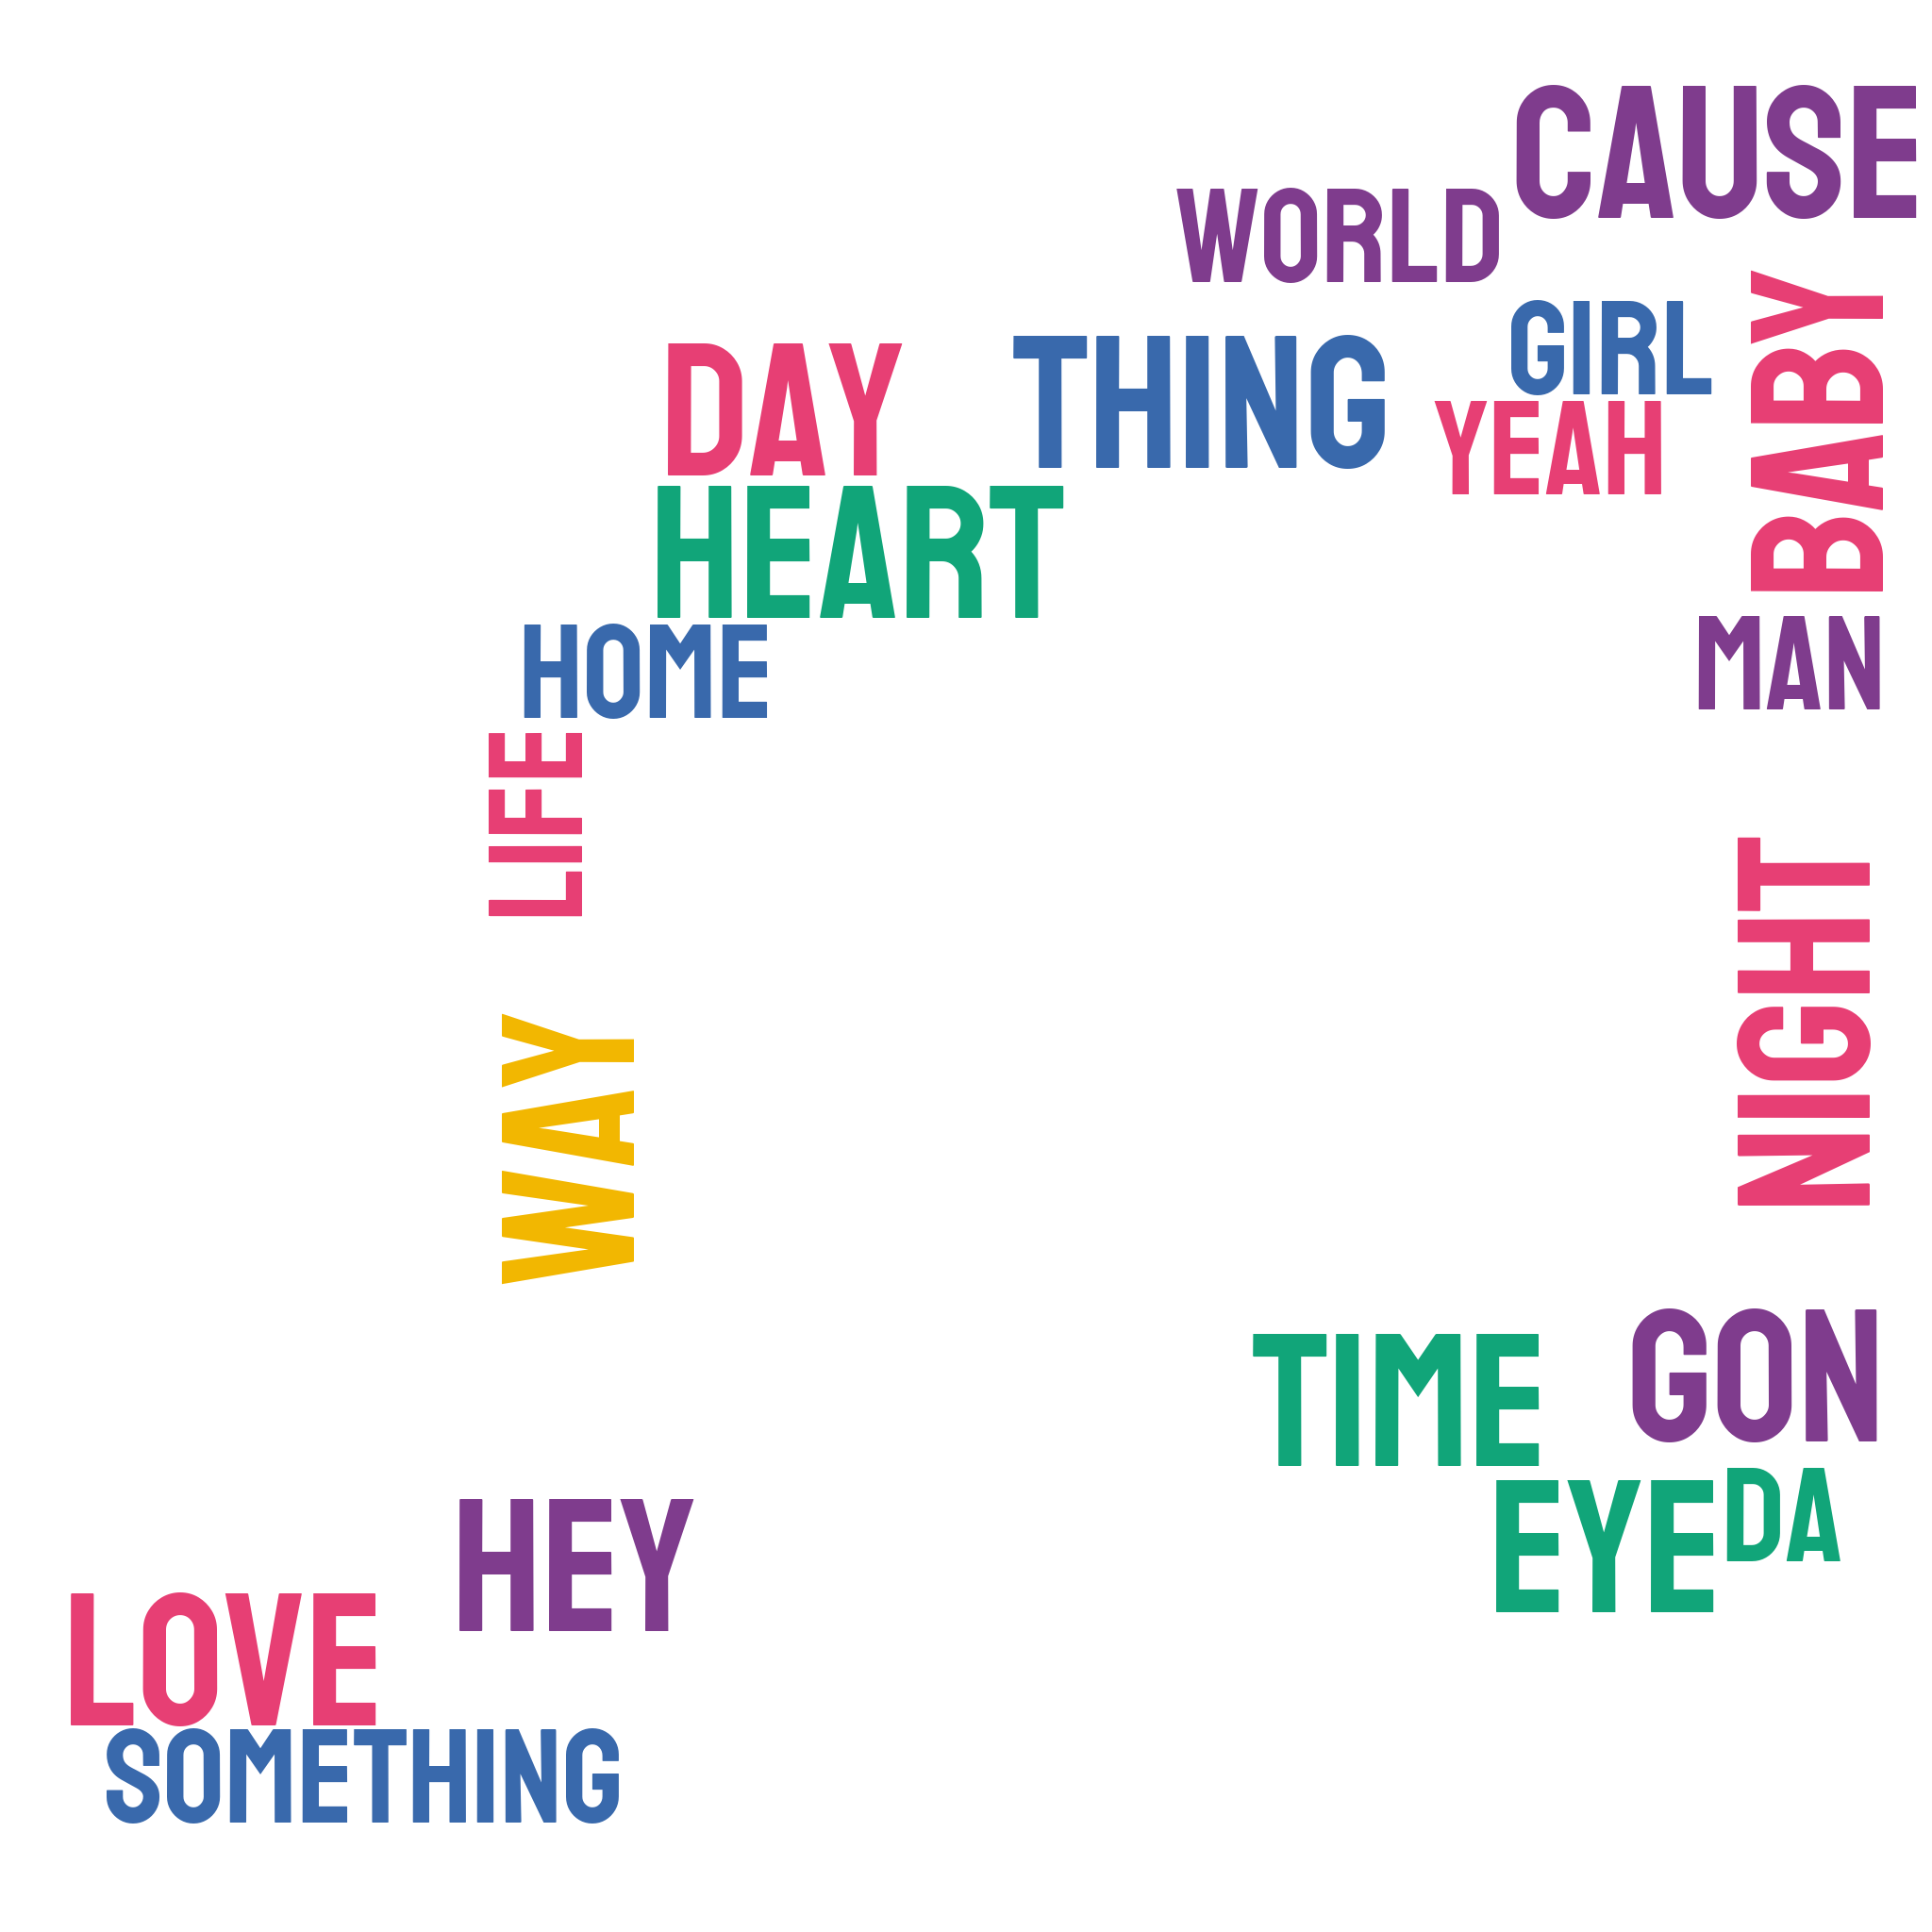 CAUSE
WORLD
GIRL
BABY
DAY
THING
YEAH
HEART
MAN
HOME
LIFE
NIGHT
WAY
GON
TIME
DA
EYE
HEY
LOVE
SOMETHING